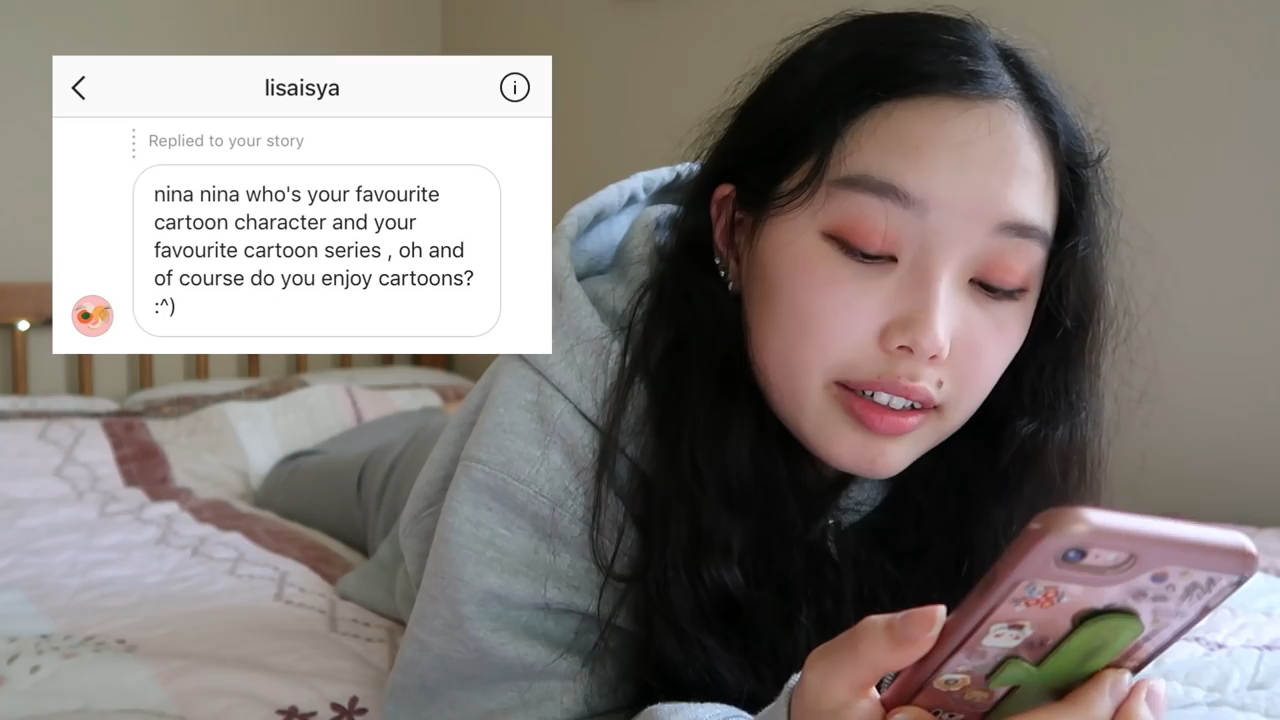 lisaisya
Replied to your story
nina nina who's your favourite
cartoon character and your
favourite cartoon series , oh and
of course do you enjoy cartoons?
:^)